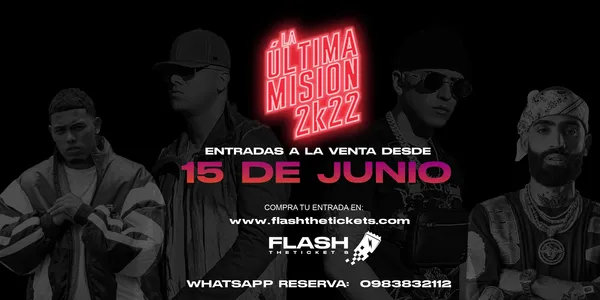 LA
ÚLTIMA
MISION
2k22
ENTRADAS A LA VENTA DESDE
15 DE JUNIO
COMPRA TU ENTRADA EN:
www.flashthetickets.com
FLASH
THETICKETS
WHATSAPP RESERVA: 0983832112